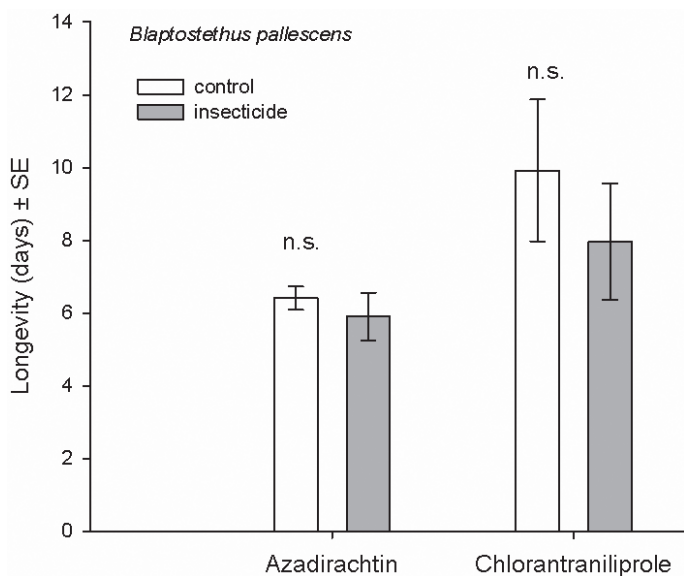 Blaptostethus pallescens
control
insecticide
n.s.
n.s.
Longevity (days) ± SE
14
12
10
8
6
4
2
0
Azadirachtin
Chlorantraniliprole